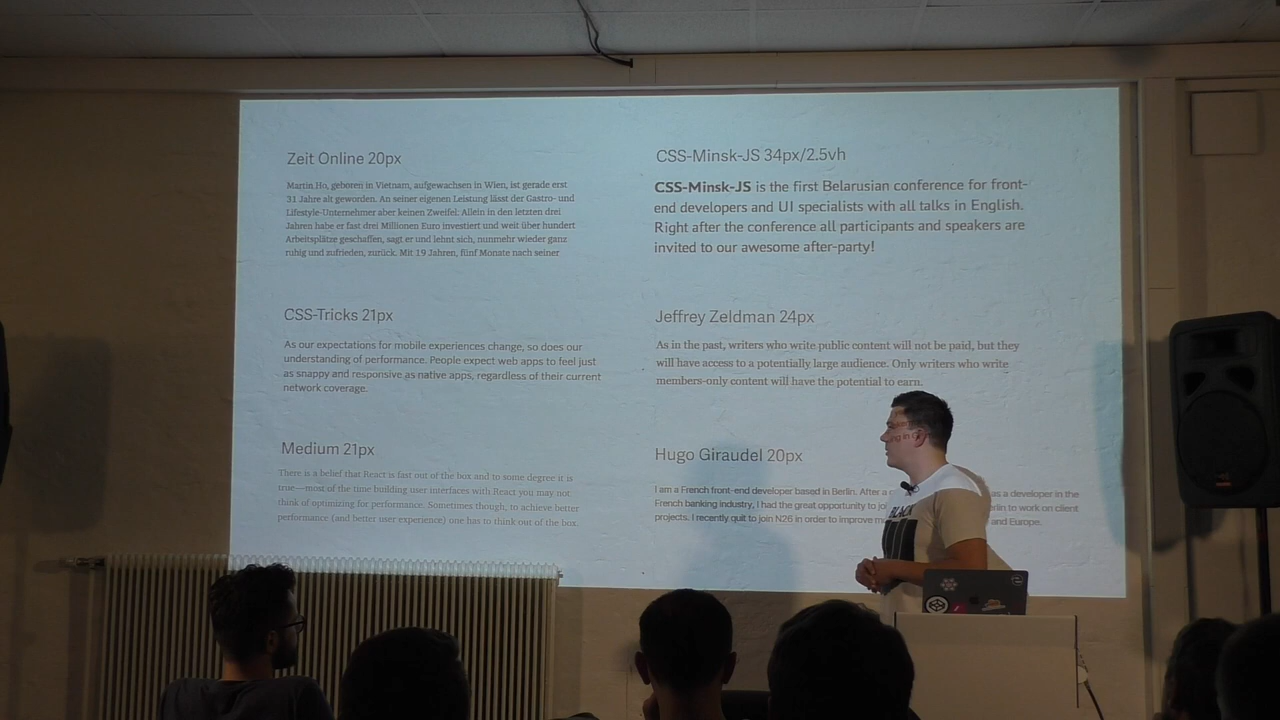 Zeit Online 20px
Martin Ho, geboren in Vietnam, aufgewachsen in Wien, ist gerade erst
31 Jahre alt geworden. An seiner eigenen Leistung lässt der Gastro- und
Lifestyle-Unternehmer aber keinen Zweifel: Allein in den letzten drei
Jahren habe er fast drei Millionen Euro investiert und weit über hundert
Arbeitsplätze geschaffen, sagt er und lehnt sich, nunmehr wieder ganz
ruhig und zufrieden, zurück. Mit 19 Jahren, fünf Monate nach seiner
CSS-Tricks 21px
As our expectations for mobile experiences change, so does our
understanding of performance. People expect web apps to feel just
as snappy and responsive as native apps, regardless of their current
network coverage.
Medium 21px
There is a belief that React is fast out of the box and to some degree it is
true—most of the time building user interfaces with React you may not
think of optimizing for performance. Sometimes though, to achieve better
performance (and better user experience) one has to think out of the box.
CSS-Minsk-JS 34px/2.5vh
CSS-Minsk-JS is the first Belarusian conference for front-
end developers and UI specialists with all talks in English.
Right after the conference all participants and speakers are
invited to our awesome after-party!
Jeffrey Zeldman 24px
As in the past, writers who write public content will not be paid, but they
will have access to a potentially large audience. Only writers who write
members-only content will have the potential to earn.
Hugo Giraudel 20px
I am a French front-end developer based in Berlin. After a as a developer in the
French banking industry, I had the great opportunity to to work on client
projects. I recently quit to join N26 in order to improve and Europe.
BLACK